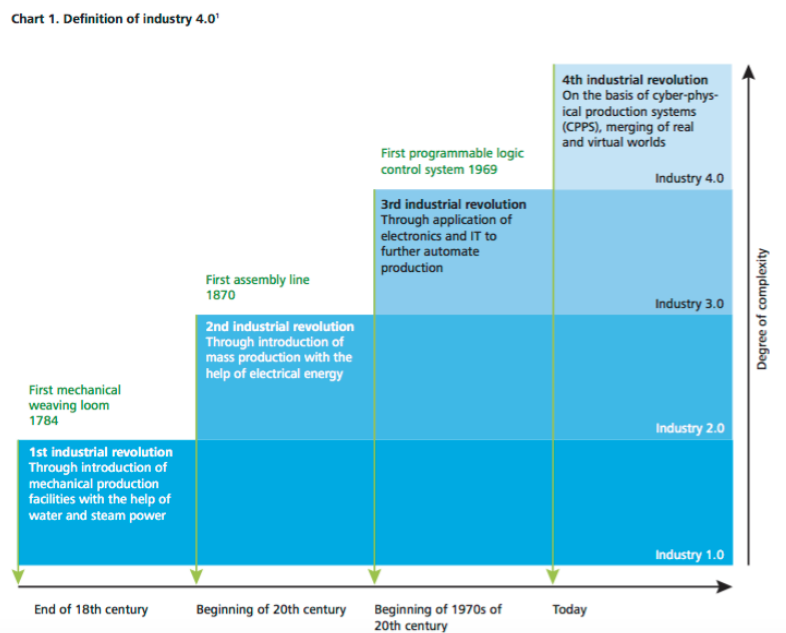 Chart 1. Definition of industry 4.0¹
4th industrial revolution
On the basis of cyber-phys-
ical production systems
(CPPS), merging of real
and virtual worlds
Industry 4.0
First programmable logic
control system 1969
3rd industrial revolution
Through application of
electronics and IT to
further automate
production
Industry 3.0
First assembly line
1870
2nd industrial revolution
Through introduction of
mass production with the
help of electrical energy
Industry 2.0
First mechanical
weaving loom
1784
1st industrial revolution
Through introduction of
mechanical production
facilities with the help of
water and steam power
Industry 1.0
Degree of complexity
End of 18th century
Beginning of 20th century
Beginning of 1970s of
20th century
Today